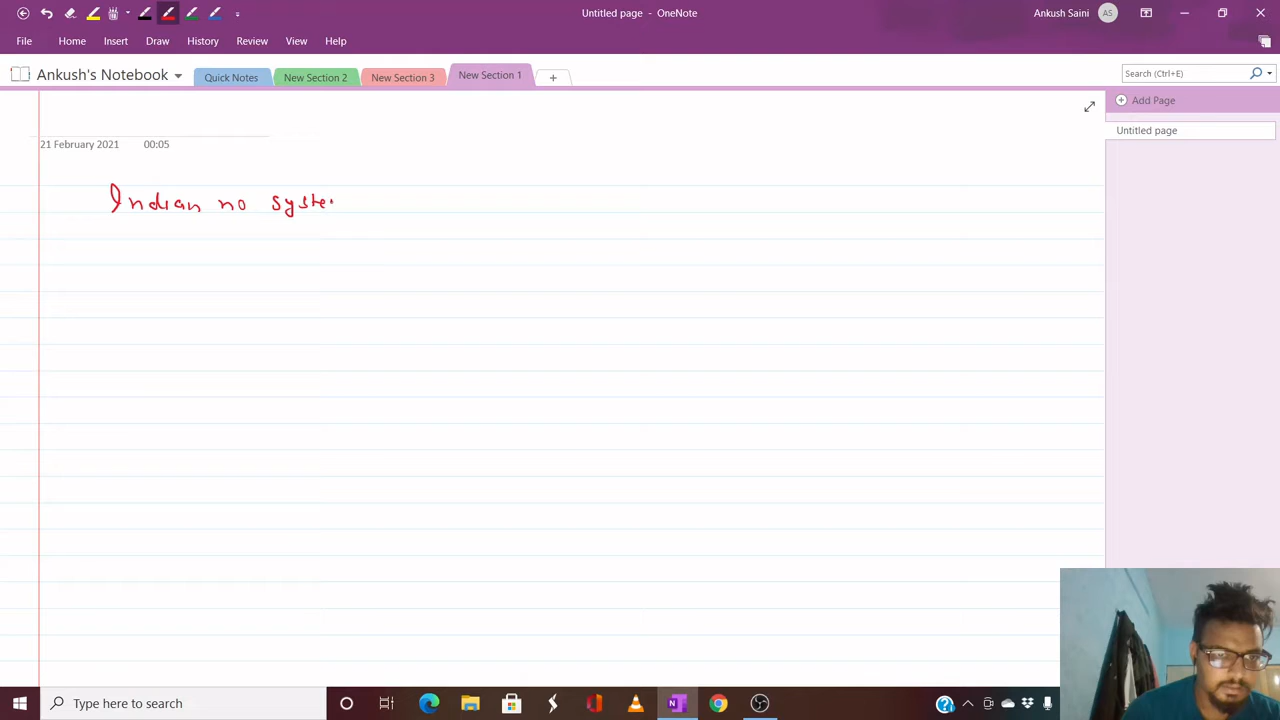 Untitled page - OneNote
Ankush Saini
AS
File Home Insert Draw History Review View Help
Ankush's Notebook
Quick Notes
New Section 2
New Section 3
New Section 1
Search (Ctrl+E)
Add Page
Untitled page
21 February 2021 00:05
Indian no syste
Type here to search